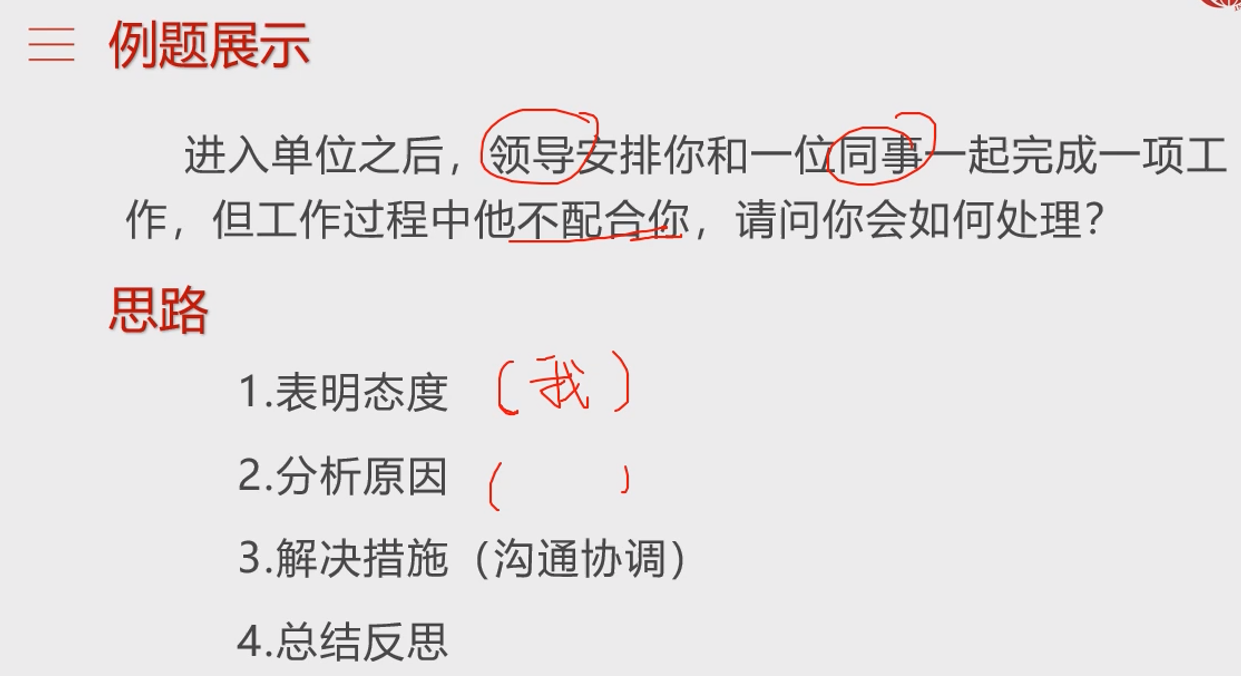 例题展示
进入单位之后，领导安排你和一位同事一起完成一项工
作，但工作过程中他不配合你，请问你会如何处理？
思路
1.表明态度 （我）
2.分析原因 （ ）
3.解决措施（沟通协调）
4.总结反思